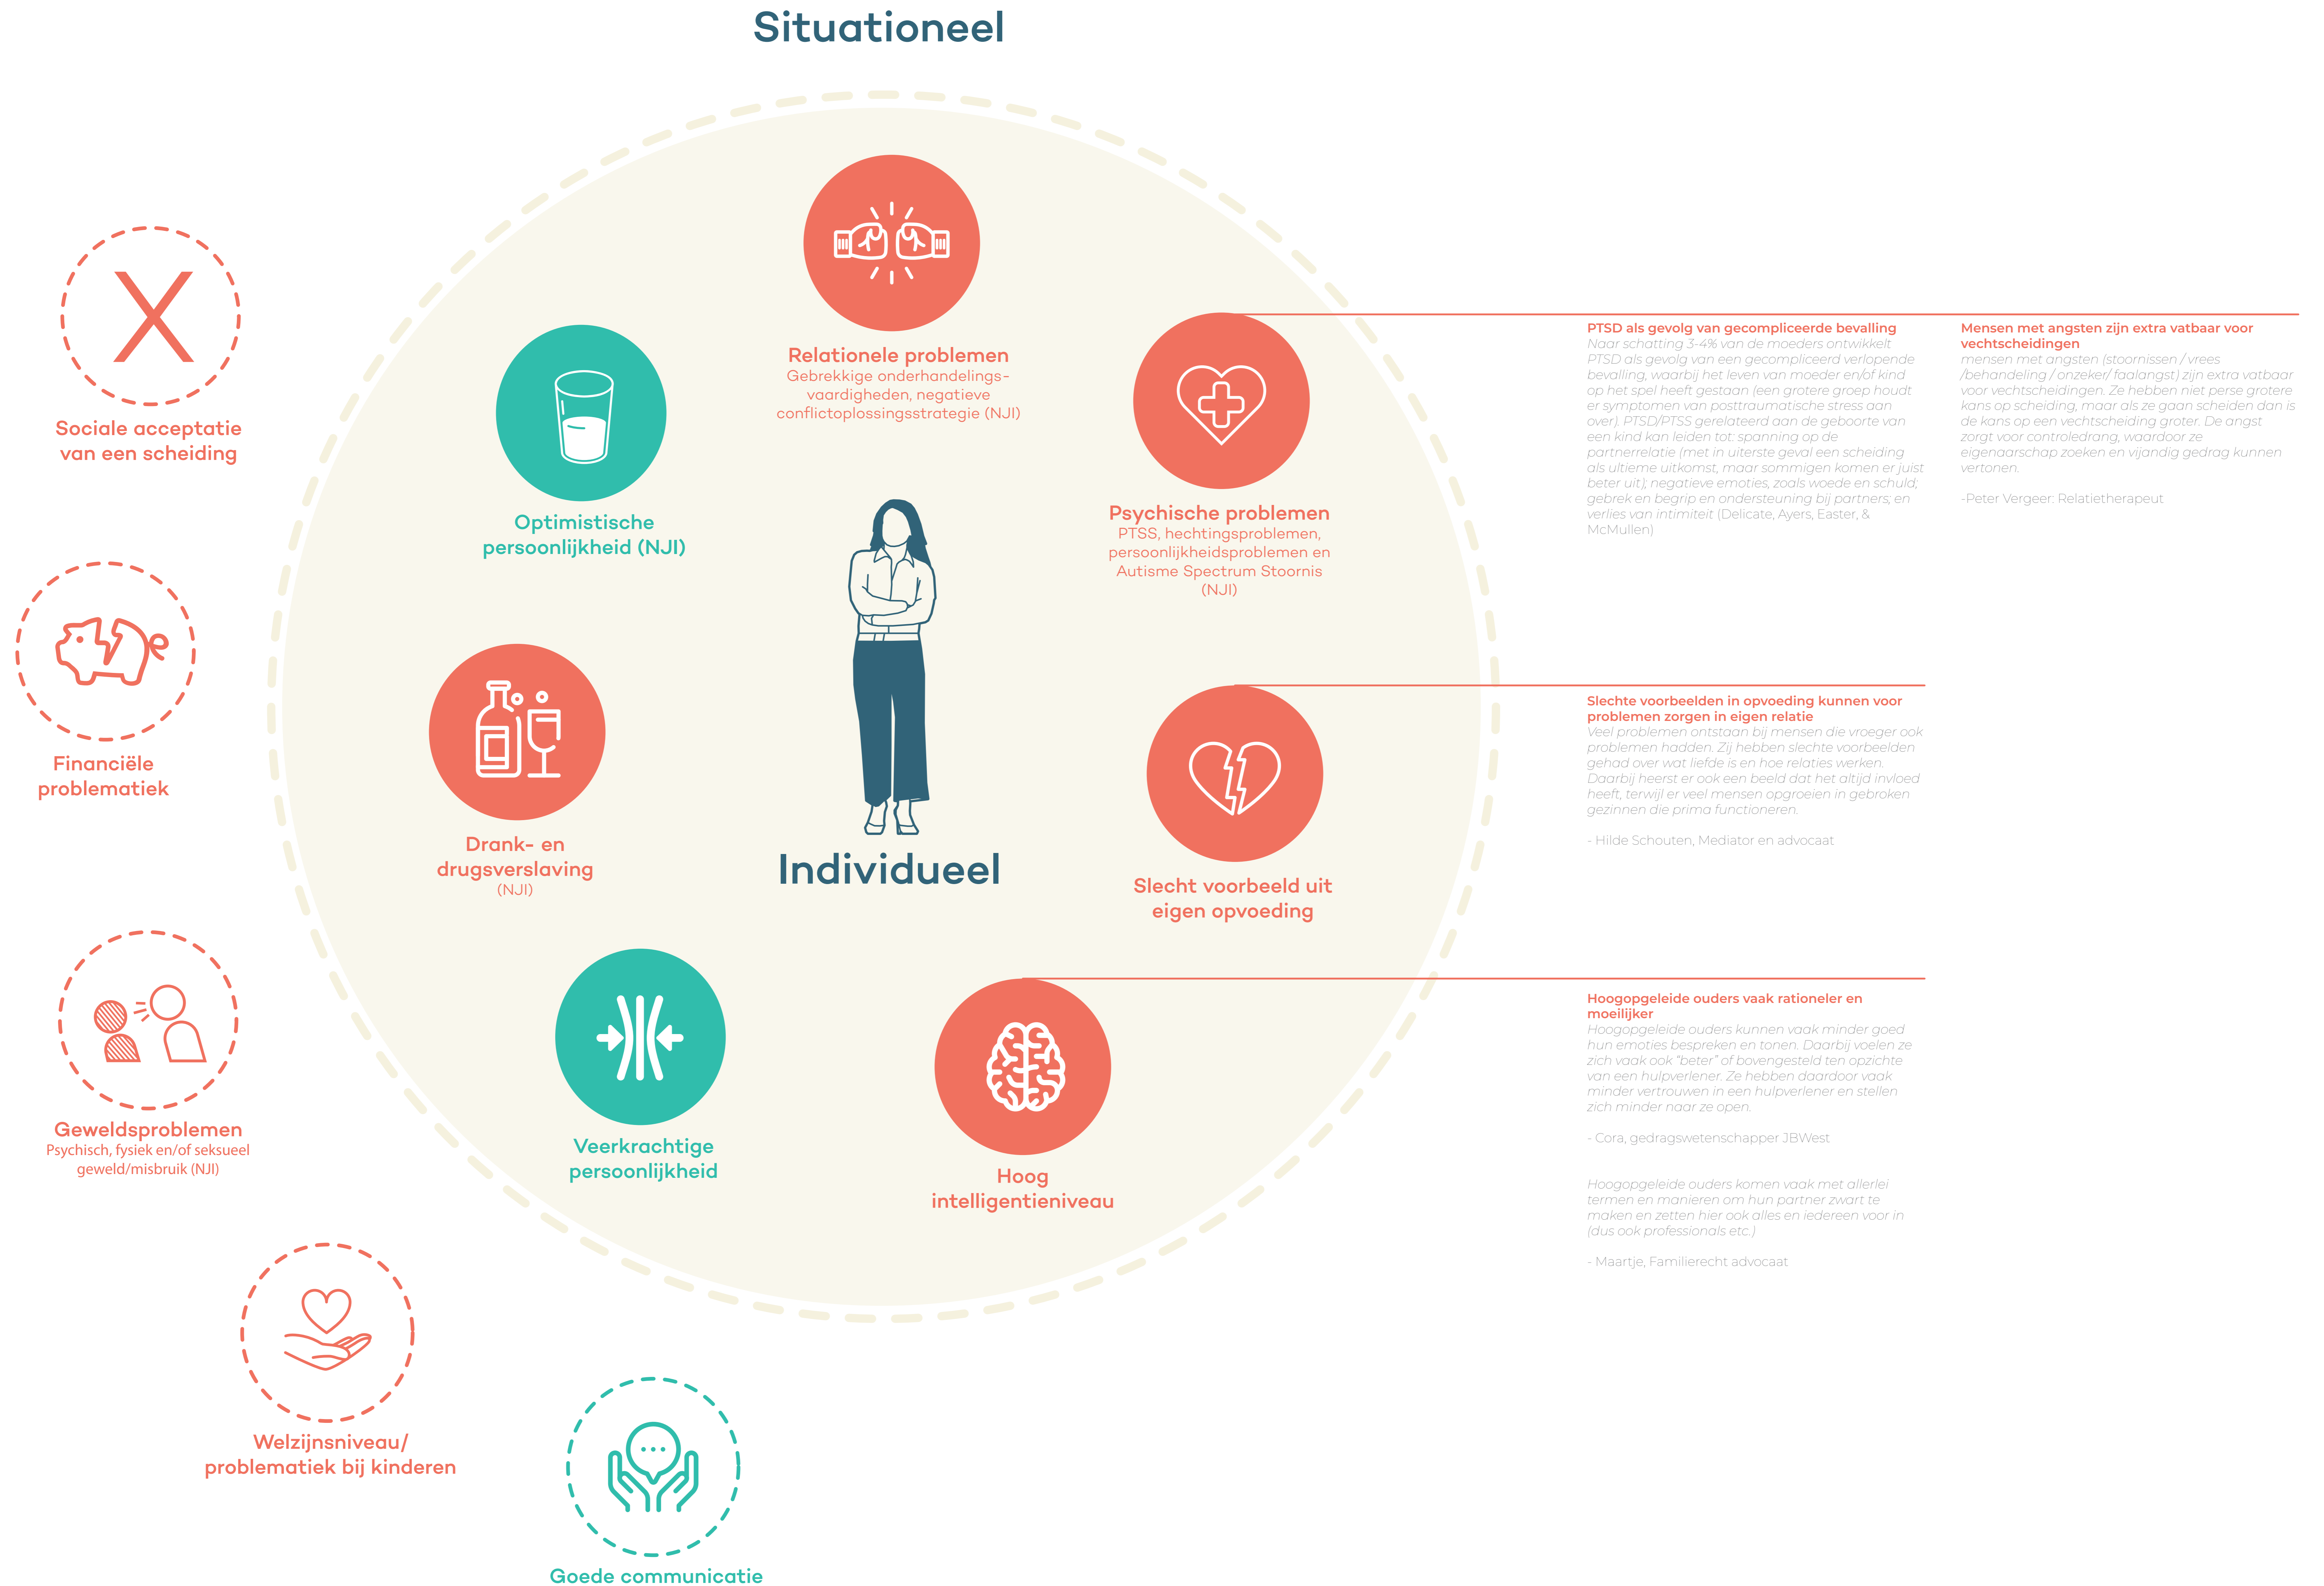 Situationeel
Sociale acceptatie
van een scheiding
Financiële
problematiek
Geweldsproblemen
Psychisch, fysiek en/of seksueel
geweld/misbruik (NJI)
Welzijnsniveau/
problematiek bij kinderen
Goede communicatie
Relationele problemen
Gebrekkige onderhandelings-
vaardigheden, negatieve
conflictoplossingsstrategie (NJI)
Optimistische
persoonlijkheid (NJI)
Psychische problemen
PTSS, hechtingsproblemen,
persoonlijkheidsproblemen en
Autisme Spectrum Stoornis
(NJI)
Drank- en
drugsverslaving
(NJI)
Individueel
Slecht voorbeeld uit
eigen opvoeding
Veerkrachtige
persoonlijkheid
Hoog
intelligentieniveau
PTSD als gevolg van gecompliceerde bevalling
Naar schatting 3-4% van de moeders ontwikkelt
PTSD als gevolg van een gecompliceerd verlopende
bevalling, waarbij het leven van moeder en/of kind
op het spel heeft gestaan (een grotere groep houdt
er symptomen van posttraumatische stress aan
over). PTSD/PTSS gerelateerd aan de geboorte van
een kind kan leiden tot: spanning op de
partnerrelatie (met in uiterste geval een scheiding
als ultieme uitkomst, maar sommigen komen er juist
beter uit); negatieve emoties, zoals woede en schuld;
gebrek en begrip en ondersteuning bij partners; en
verlies van intimiteit (Delicate, Ayers, Easter, &
McMullen)
Mensen met angsten zijn extra vatbaar voor
vechtscheidingen
mensen met angsten (stoornissen / vrees
/behandeling / onzeker/ faalangst) zijn extra vatbaar
voor vechtscheidingen. Ze hebben niet perse grotere
kans op scheiding, maar als ze gaan scheiden dan is
de kans op een vechtscheiding groter. De angst
zorgt voor controledrang, waardoor ze
eigenaarschap zoeken en vijandig gedrag kunnen
vertonen.
-Peter Vergeer: Relatietherapeut
Slechte voorbeelden in opvoeding kunnen voor
problemen zorgen in eigen relatie
Veel problemen ontstaan bij mensen die vroeger ook
problemen hadden. Zij hebben slechte voorbeelden
gehad over wat liefde is en hoe relaties werken.
Daarbij heerst er ook een beeld dat het altijd invloed
heeft, terwijl er veel mensen opgroeien in gebroken
gezinnen die prima functioneren.
- Hilde Schouten, Mediator en advocaat
Hoogopgeleide ouders vaak rationeler en
moeilijker
Hoogopgeleide ouders kunnen vaak minder goed
hun emoties bespreken en tonen. Daarbij voelen ze
zich vaak ook "beter" of bovengesteld ten opzichte
van een hulpverlener. Ze hebben daardoor vaak
minder vertrouwen in een hulpverlener en stellen
zich minder naar ze open.
- Cora, gedragswetenschapper JBWest
Hoogopgeleide ouders komen vaak met allerlei
termen en manieren om hun partner zwart te
maken en zetten hier ook alles en iedereen voor in
(dus ook professionals etc.)
- Maartje, Familierecht advocaat